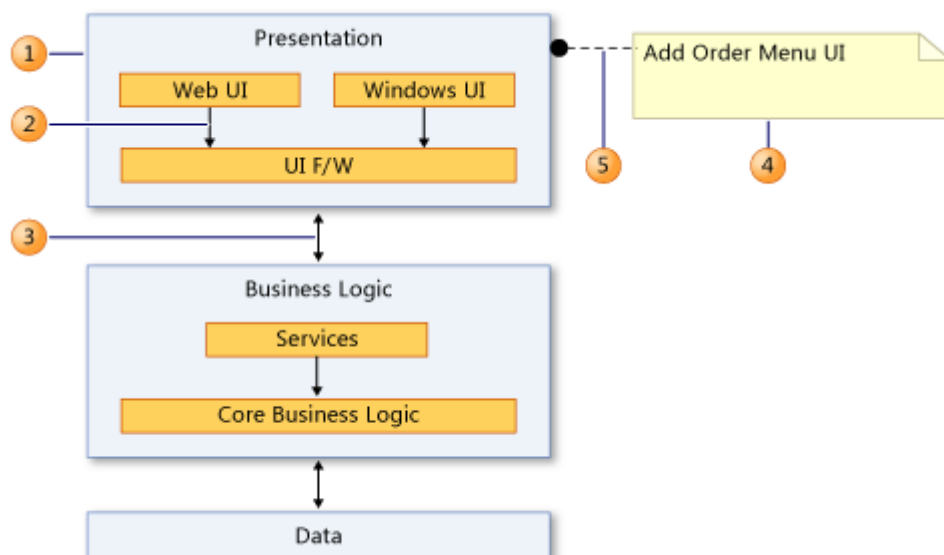 Presentation
1
Add Order Menu UI
Web UI
Windows UI
2
UI F/W
5
4
3
Business Logic
Services
Core Business Logic
Data